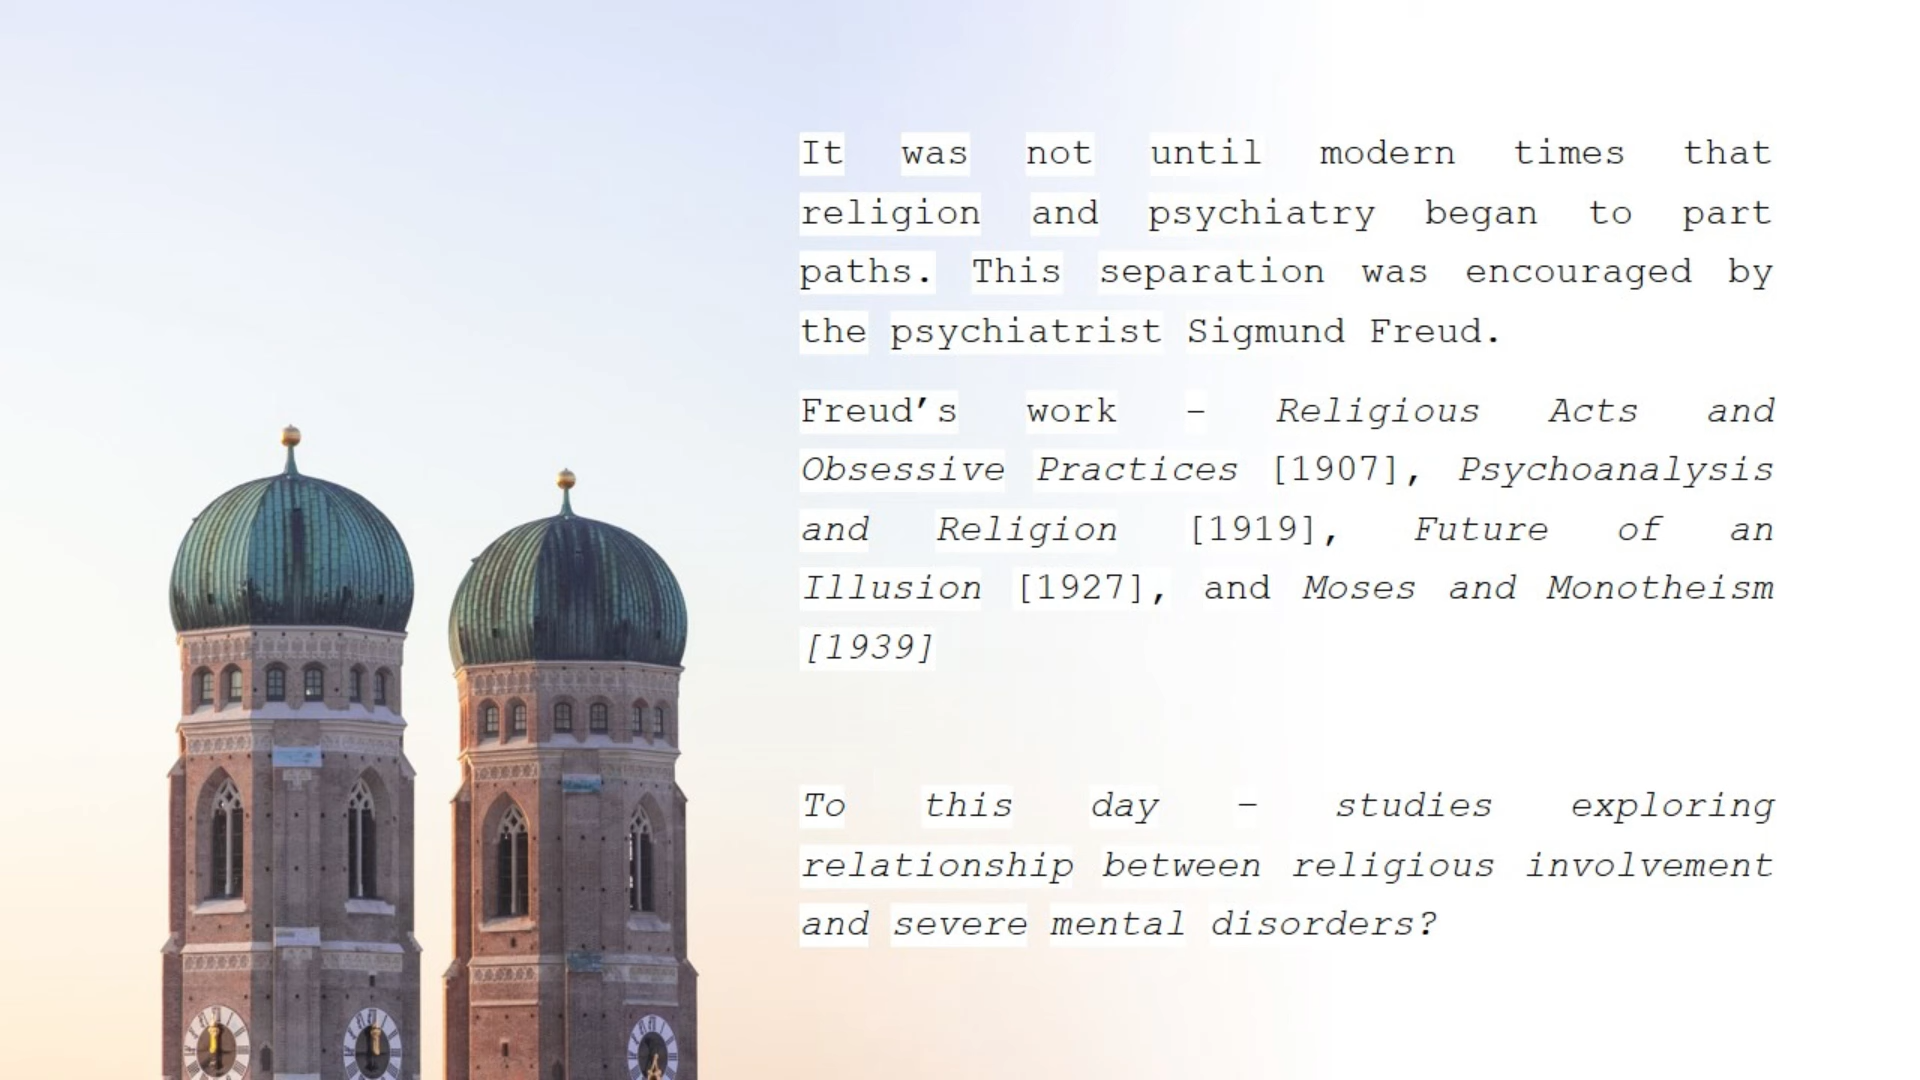 It was not until modern times that
religion and psychiatry began to part
paths. This separation was encouraged by
the psychiatrist Sigmund Freud.
Freud’s work – Religious Acts and
Obsessive Practices [1907], Psychoanalysis
and Religion [1919], Future of an
Illusion [1927], and Moses and Monotheism
[1939]
To this day – studies exploring
relationship between religious involvement
and severe mental disorders?